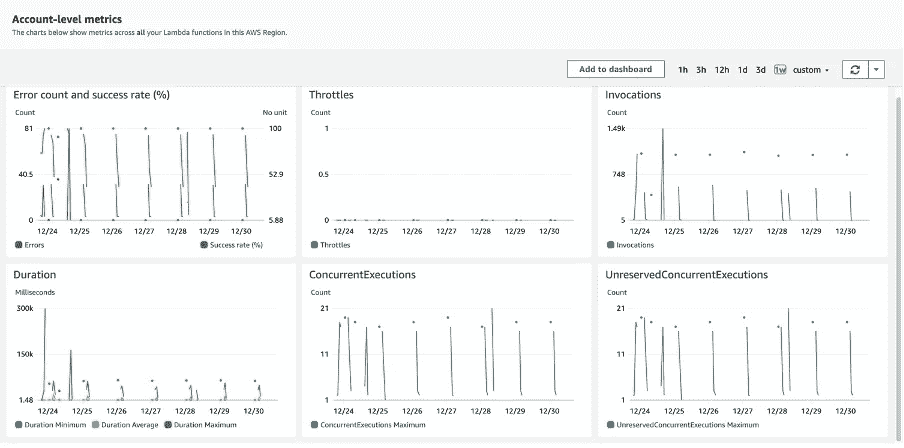 Account-level metrics
The charts below show metrics across all your Lambda functions in this AWS Region.
Add to dashboard 1h 3h 12h 1d 3d 1w custom
Error count and success rate (%)
Count No unit
81 100
40.5 52.9
0 5.88
12/24 12/25 12/26 12/27 12/28 12/29 12/30
Errors Success rate (%)
Throttles
Count
1
0.5
0
12/24 12/25 12/26 12/27 12/28 12/29 12/30
Throttles
Invocations
Count
1.49k
748
5
12/24 12/25 12/26 12/27 12/28 12/29 12/30
Invocations
Duration
Milliseconds
300k
150k
1.48
12/24 12/25 12/26 12/27 12/28 12/29 12/30
Duration Minimum Duration Average Duration Maximum
ConcurrentExecutions
Count
21
11
1
12/24 12/25 12/26 12/27 12/28 12/29 12/30
ConcurrentExecutions Maximum
UnreservedConcurrentExecutions
Count
21
11
1
12/24 12/25 12/26 12/27 12/28 12/29 12/30
UnreservedConcurrentExecutions Maximum